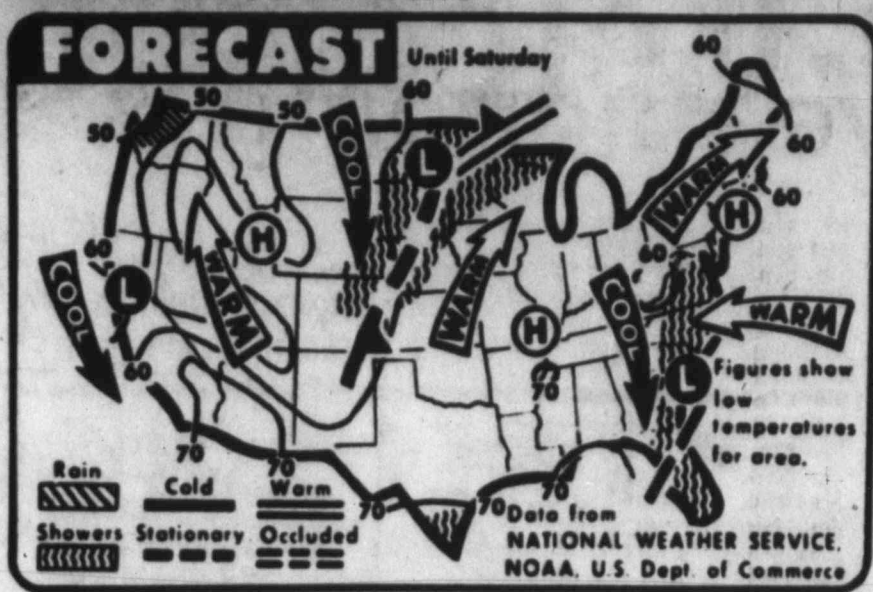 FORECAST
Until Saturday
60
60
50
50
50
COOL
L
WARM
60
60
H
H
60
60
COOL
L
WARM
WARM
COOL
WARM
H
L
60
70
70
70
70
70
70
Figures show
low
temperatures
for area.
Rain
Cold
Warm
Showers
Stationary
Occluded
Data from
NATIONAL WEATHER SERVICE,
NOAA, U.S. Dept. of Commerce